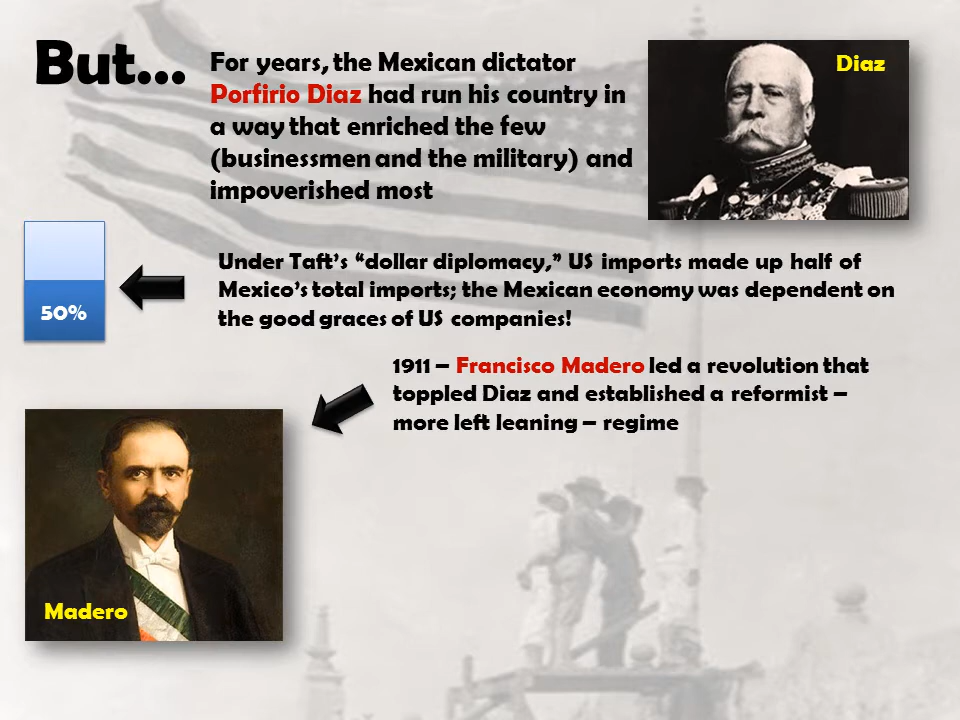 But...
For years, the Mexican dictator
Porfirio Diaz had run his country in
a way that enriched the few
(businessmen and the military) and
impoverished most
Diaz
Under Taft’s “dollar diplomacy,” US imports made up half of
Mexico’s total imports; the Mexican economy was dependent on
the good graces of US companies!
50%
1911 – Francisco Madero led a revolution that
toppled Diaz and established a reformist –
more left leaning – regime
Madero